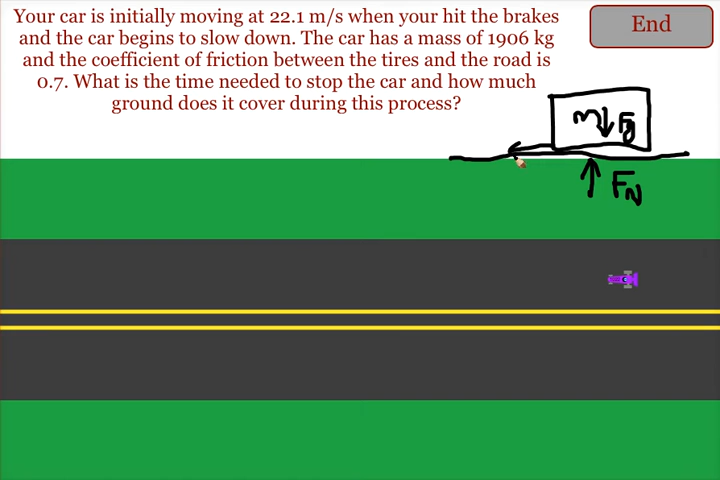 Your car is initially moving at 22.1 m/s when your hit the brakes
and the car begins to slow down. The car has a mass of 1906 kg
and the coefficient of friction between the tires and the road is
0.7. What is the time needed to stop the car and how much
ground does it cover during this process?
End
m Fg
FN